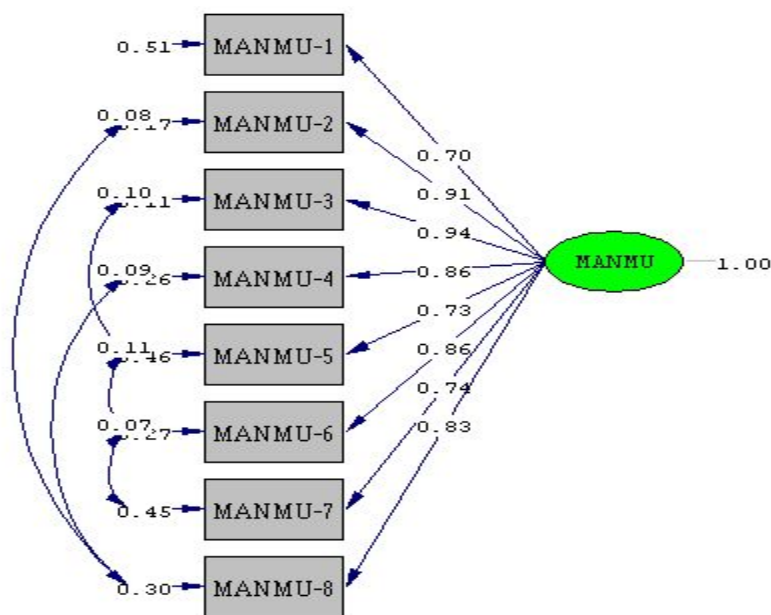 0.51 MANMU-1
0.08 MANMU-2
0.70
0.10 MANMU-3
0.91
0.94
0.09 MANMU-4
0.86
MANMU
1.00
0.73
0.11 MANMU-5
0.86
0.74
0.07 MANMU-6
0.83
0.45 MANMU-7
0.30 MANMU-8